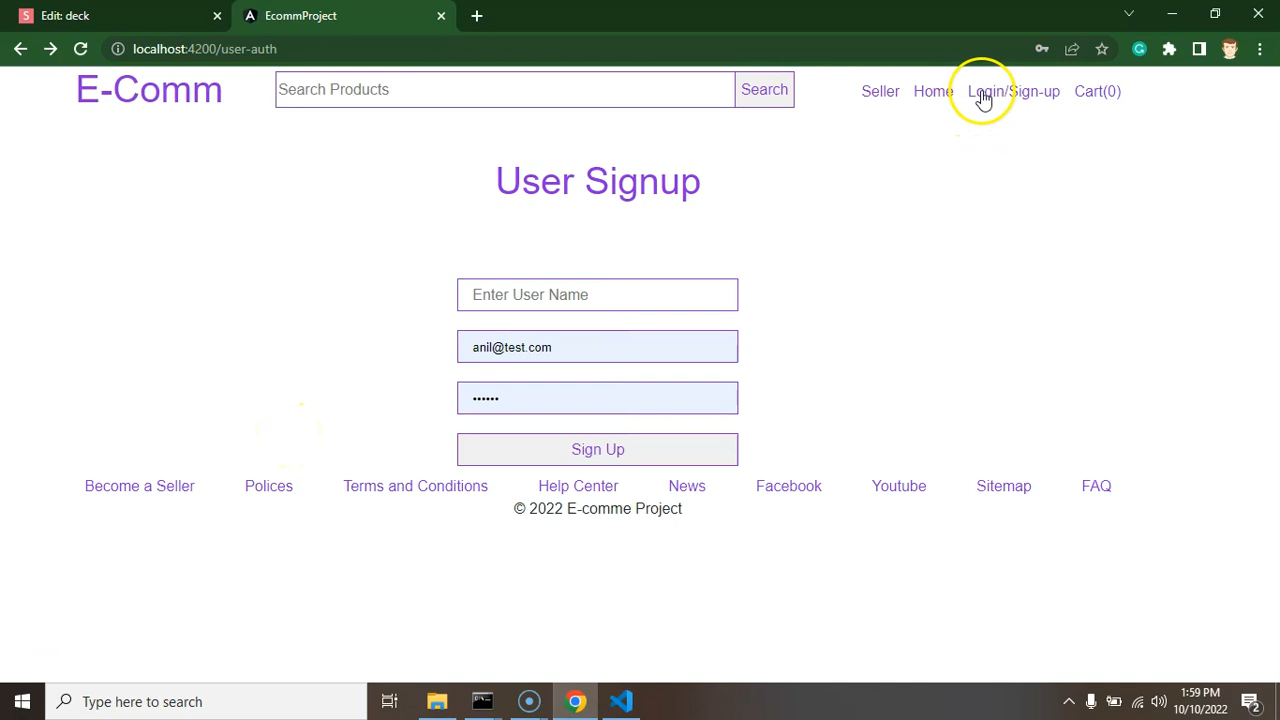 Edit: deck
EcommProject
localhost:4200/user-auth
E-Comm
Search Products
Search
Seller
Home
Login/Sign-up
Cart(0)
User Signup
Enter User Name
anil@test.com
••••••
Sign Up
Become a Seller
Polices
Terms and Conditions
Help Center
News
Facebook
Youtube
Sitemap
FAQ
© 2022 E-comme Project
Type here to search
1:59 PM
10/10/2022
2